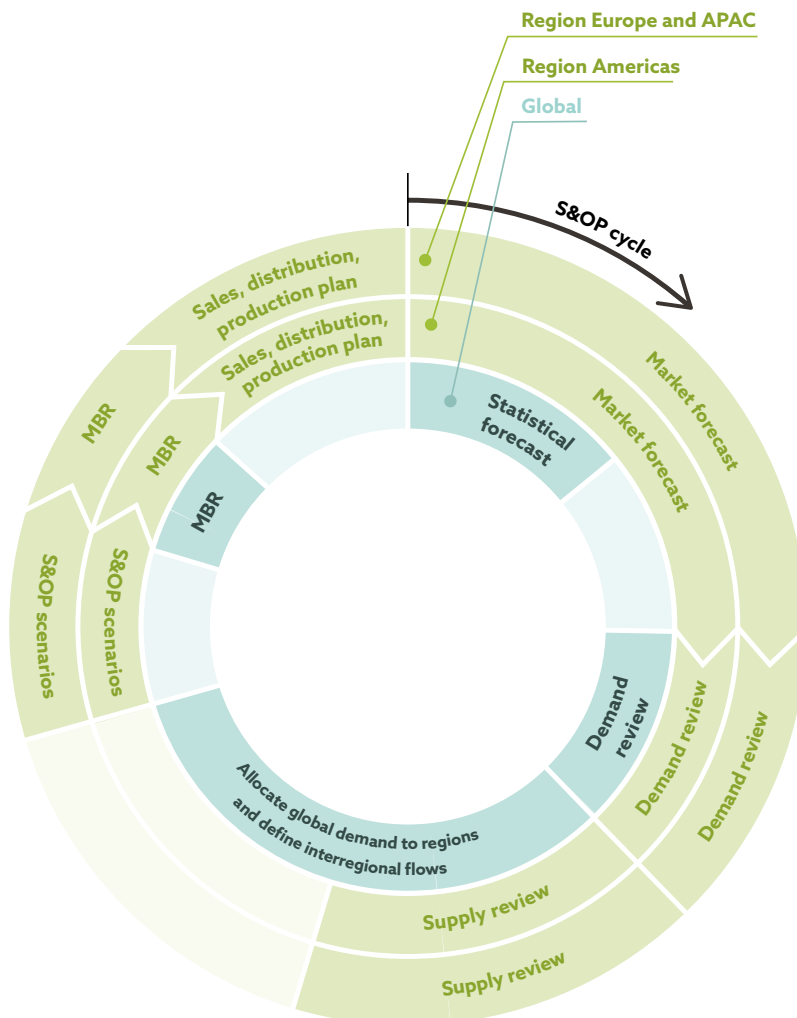 Region Europe and APAC
Region Americas
Global
S&OP cycle
Market forecast
Market forecast
Statistical
forecast
Demand review
Demand review
Demand
review
Supply review
Supply review
Allocate global demand to regions
and define interregional flows
S&OP scenarios
S&OP scenarios
MBR
MBR
MBR
Sales, distribution,
production plan
Sales, distribution,
production plan